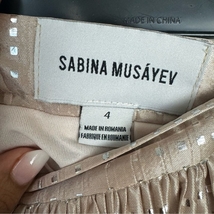 MADE IN CHINA
SABINA MUSÁYEV
4
MADE IN ROMANIA
FABRIQUÉ EN ROUMANIE